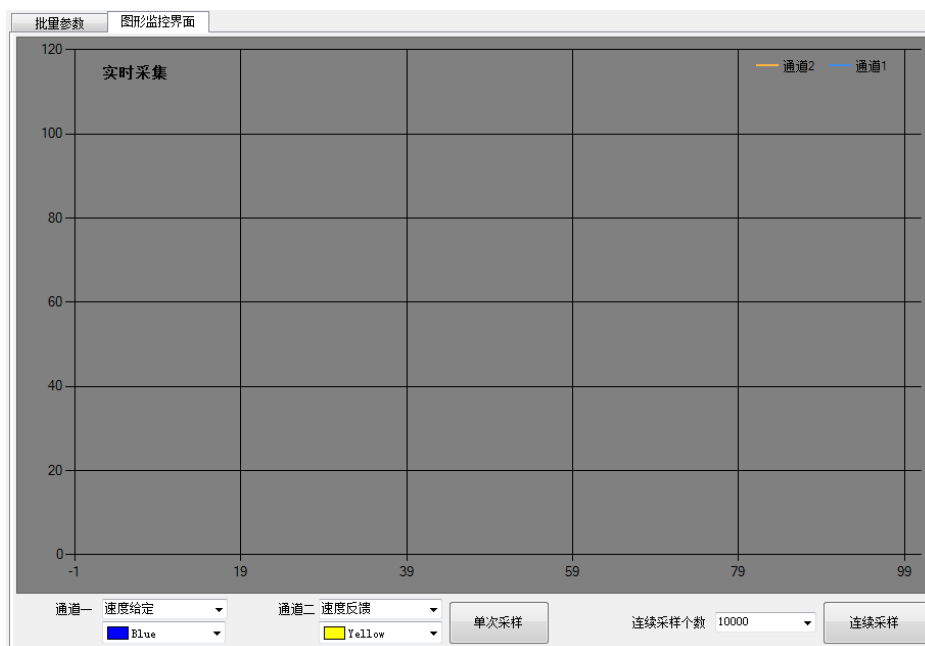 批量参数 图形监控界面
120
实时采集 通道2 通道1
100
80
60
40
20
0
-1 19 39 59 79 99
通道一 速度给定 通道二 速度反馈 单次采样 连续采样个数 10000 连续采样
Blue Yellow